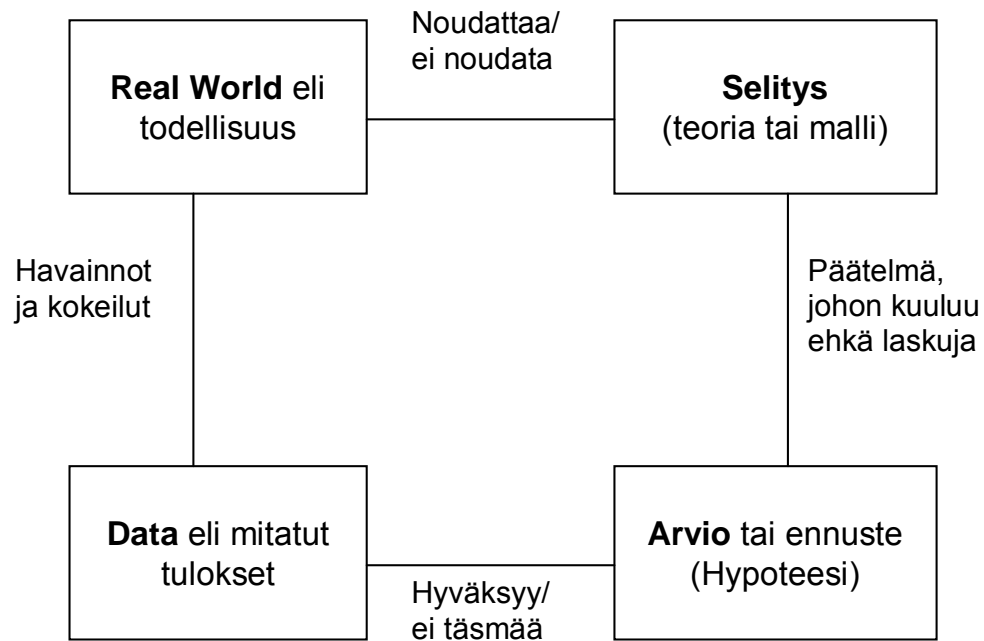 Noudattaa/
ei noudata
Real World eli
todellisuus
Selitys
(teoria tai malli)
Havainnot
ja kokeilut
Päätelmä,
johon kuuluu
ehkä laskuja
Data eli mitatut
tulokset
Arvio tai ennuste
(Hypoteesi)
Hyväksyy/
ei täsmää